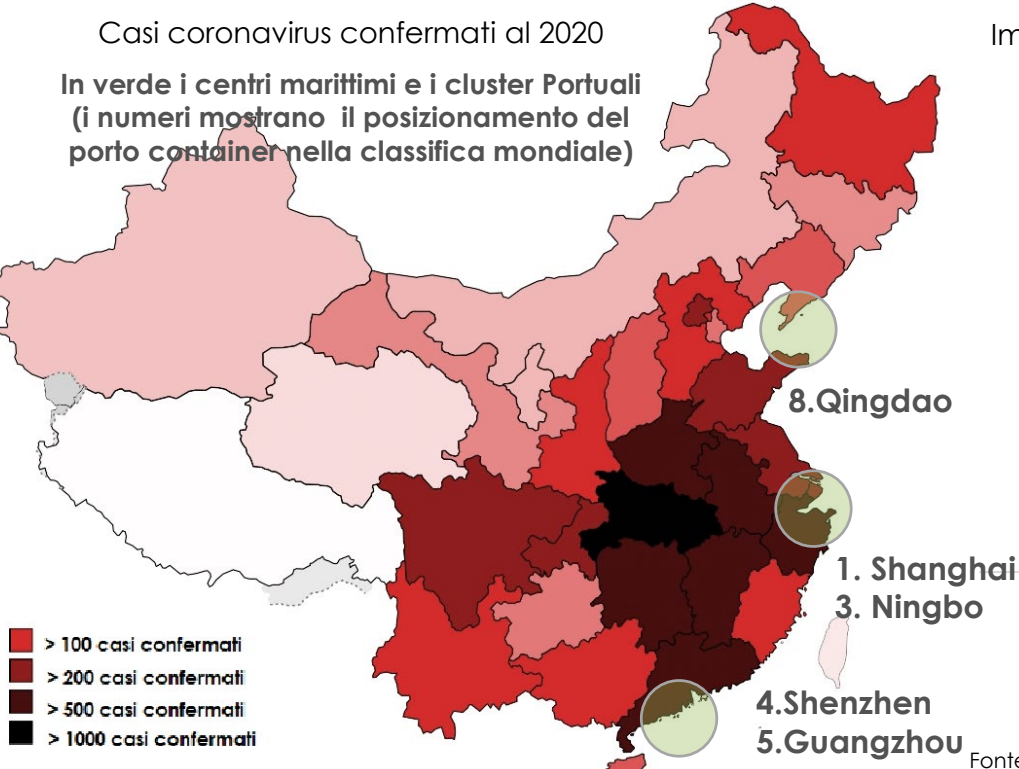 Casi coronavirus confermati al 2020
Im
In verde i centri marittimi e i cluster Portuali
(i numeri mostrano il posizionamento del
porto container nella classifica mondiale)
8.Qingdao
1. Shanghai
3. Ningbo
> 100 casi confermati
> 200 casi confermati
> 500 casi confermati
> 1000 casi confermati
4.Shenzhen
5.Guangzhou
Fonte